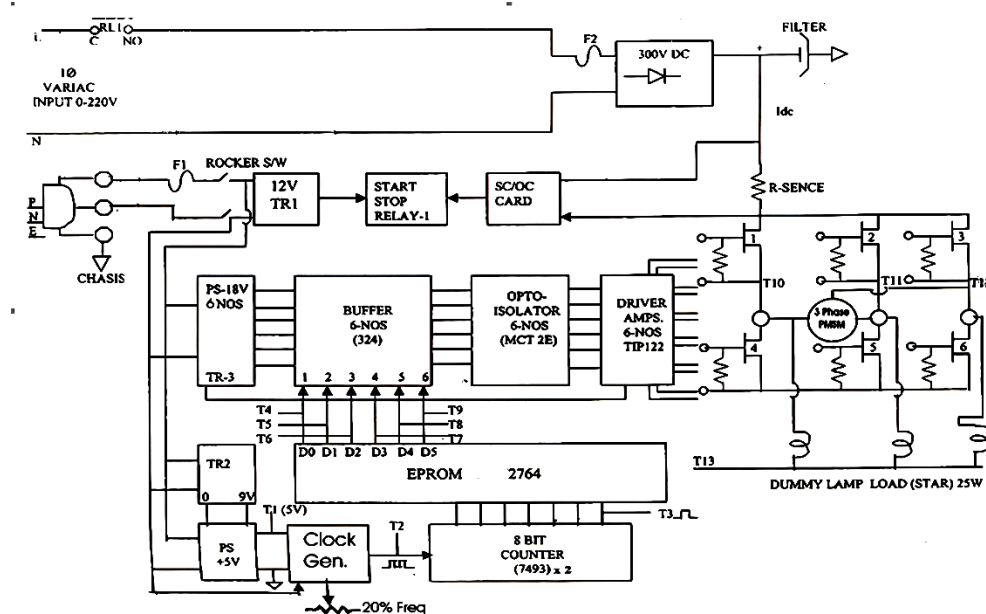 L
RL1
C
NO
1Ø
VARIAC
INPUT 0-220V
N
F2
300V DC
FILTER
+
Idc
R-SENCE
F1
ROCKER S/W
P
N
E
CHASIS
12V
TR1
START
STOP
RELAY-1
SC/OC
CARD
1
2
3
T10
T11
3 Phase
PMSM
4
5
6
PS-18V
6 NOS
TR-3
BUFFER
6-NOS
(324)
1 2 3 4 5 6
OPTO-
ISOLATOR
6-NOS
(MCT 2E)
DRIVER
AMPS.
6-NOS
TIP122
T4
T5
T6
T9
T8
T7
D0 D1 D2 D3 D4 D5
EPROM 2764
T13
DUMMY LAMP LOAD (STAR) 25W
TR2
0 9V
T1 (5V)
PS
+5V
Clock
Gen.
T2
T3
8 BIT
COUNTER
(7493) x 2
20% Freq